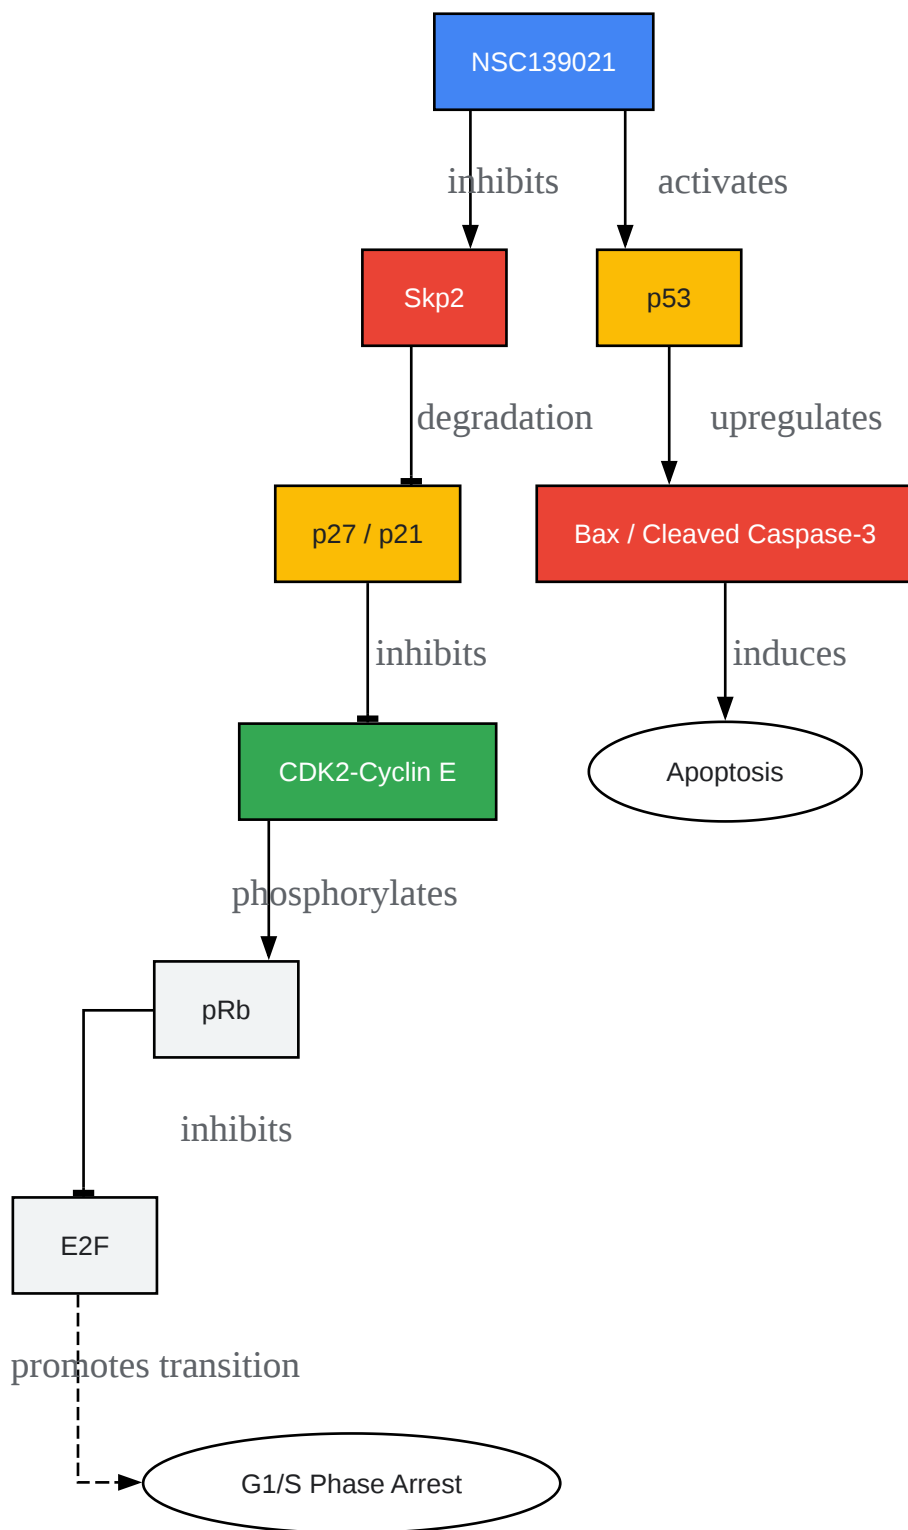 NSC139021
inhibits
activates
Skp2
p53
degradation
upregulates
p27 / p21
Bax / Cleaved Caspase-3
inhibits
induces
CDK2-Cyclin E
Apoptosis
phosphorylates
pRb
inhibits
E2F
promotes transition
G1/S Phase Arrest